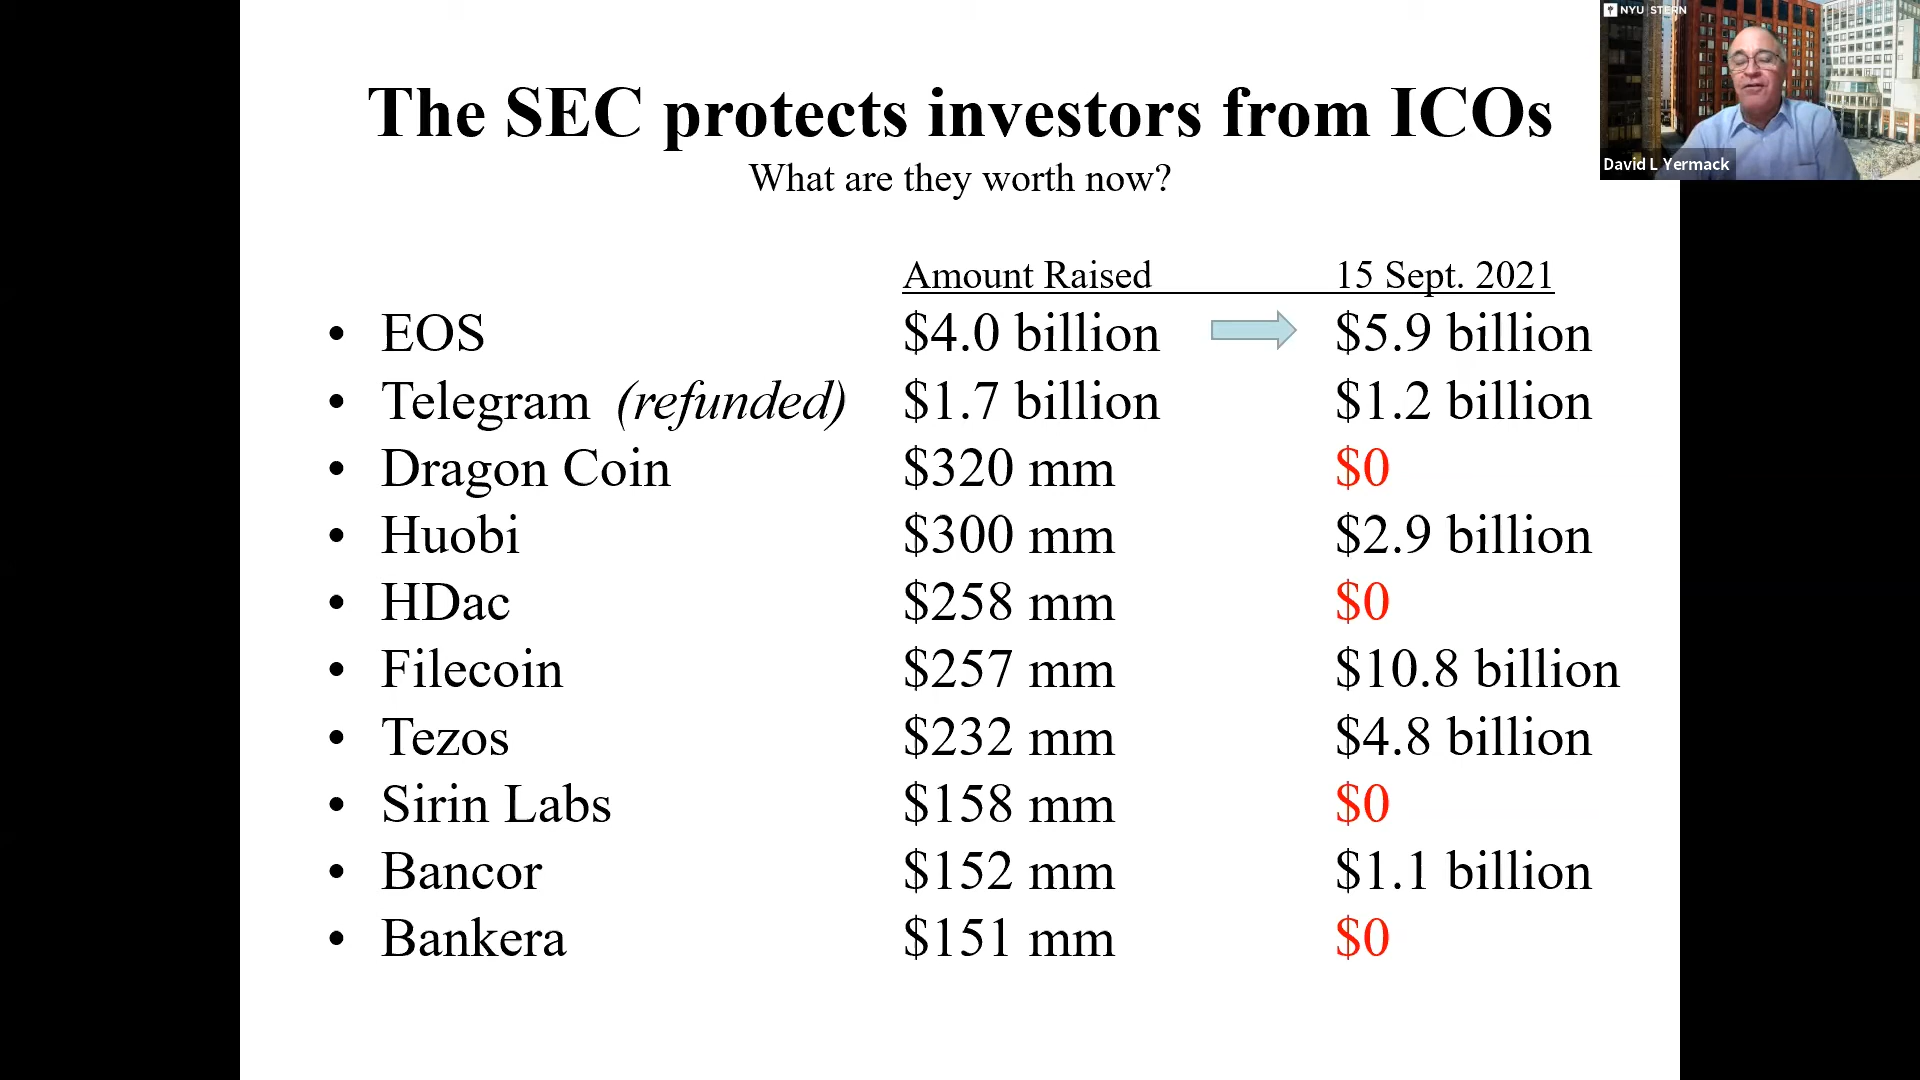 The SEC protects investors from ICOs
What are they worth now?
Amount Raised 15 Sept. 2021
• EOS $4.0 billion $5.9 billion
• Telegram (refunded) $1.7 billion $1.2 billion
• Dragon Coin $320 mm $0
• Huobi $300 mm $2.9 billion
• HDac $258 mm $0
• Filecoin $257 mm $10.8 billion
• Tezos $232 mm $4.8 billion
• Sirin Labs $158 mm $0
• Bancor $152 mm $1.1 billion
• Bankera $151 mm $0
NYU STERN
David L Yermack